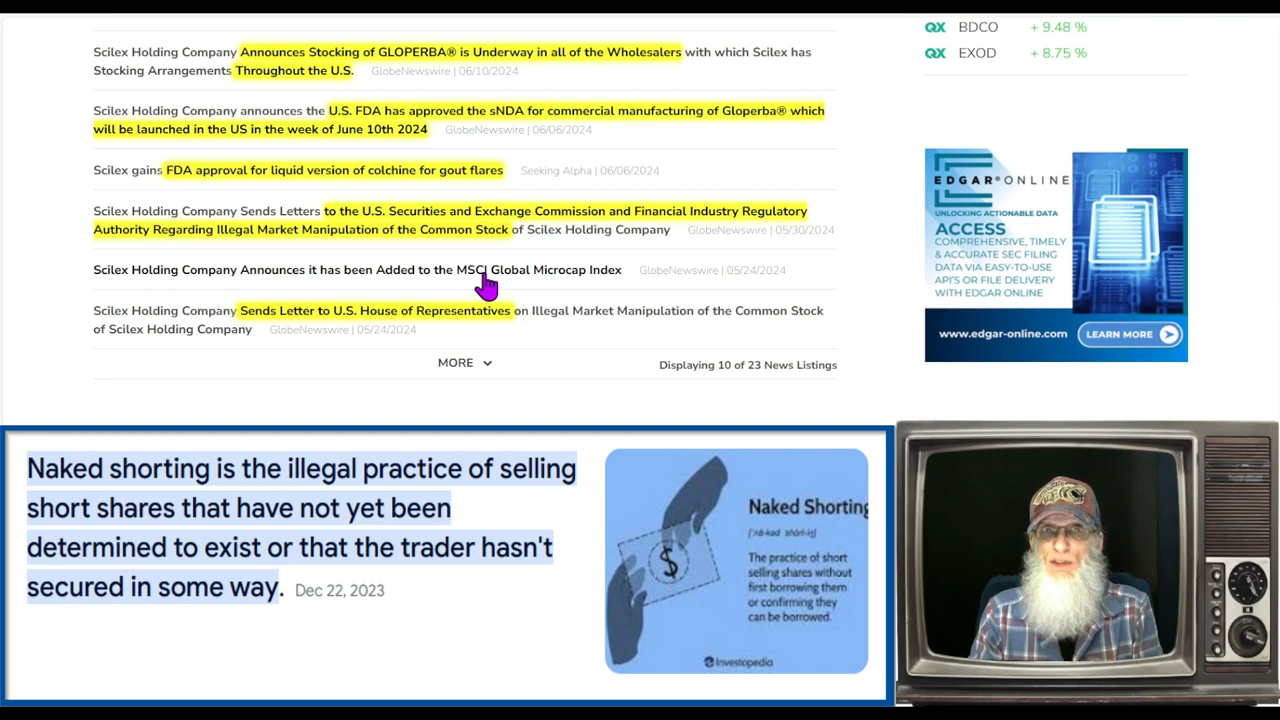 Scilex Holding Company Announces Stocking of GLOPERBA® is Underway in all of the Wholesalers with which Scilex has
Stocking Arrangements Throughout the U.S. GlobeNewswire | 06/10/2024
Scilex Holding Company announces the U.S. FDA has approved the sNDA for commercial manufacturing of Gloperba® which
will be launched in the US in the week of June 10th 2024 GlobeNewswire | 06/06/2024
Scilex gains FDA approval for liquid version of colchine for gout flares Seeking Alpha | 06/06/2024
Scilex Holding Company Sends Letters to the U.S. Securities and Exchange Commission and Financial Industry Regulatory
Authority Regarding Illegal Market Manipulation of the Common Stock of Scilex Holding Company GlobeNewswire | 05/30/2024
Scilex Holding Company Announces it has been Added to the MSCI Global Microcap Index GlobeNewswire | 05/24/2024
Scilex Holding Company Sends Letter to U.S. House of Representatives on Illegal Market Manipulation of the Common Stock
of Scilex Holding Company GlobeNewswire | 05/24/2024
MORE
Displaying 10 of 23 News Listings
QX BDCO + 9.48 %
QX EXOD + 8.75 %
EDGAR®ONLINE
UNLOCKING ACTIONABLE DATA
ACCESS
COMPREHENSIVE, TIMELY
& ACCURATE SEC FILING
DATA VIA EASY-TO-USE
API'S OR FILE DELIVERY
WITH EDGAR ONLINE
www.edgar-online.com LEARN MORE
Naked shorting is the illegal practice of selling
short shares that have not yet been
determined to exist or that the trader hasn't
secured in some way. Dec 22, 2023
Naked Shorting
['nā-kəd shȯrt-iŋ]
The practice of short
selling shares without
first borrowing them
or confirming they
can be borrowed.
Investopedia